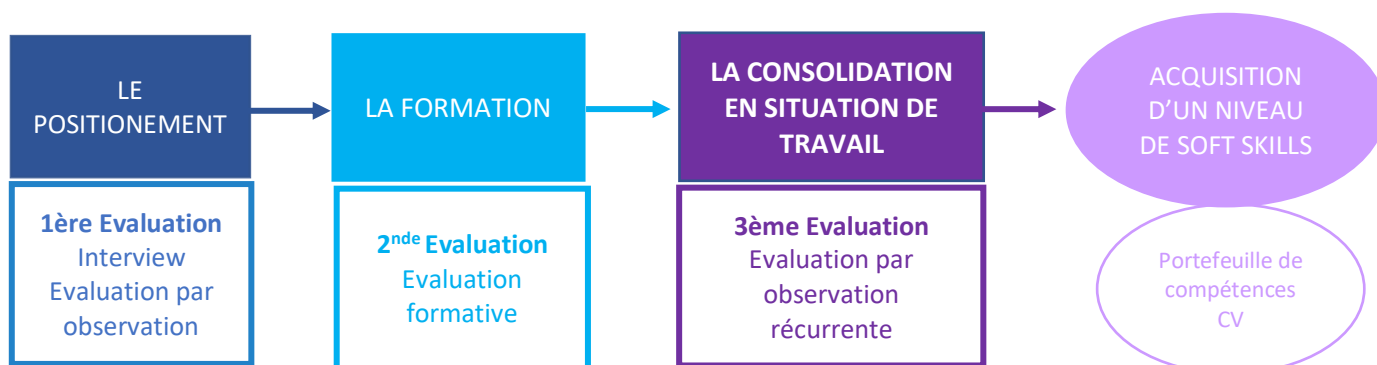 LE
POSITIONEMENT
LA FORMATION
LA CONSOLIDATION
EN SITUATION DE
TRAVAIL
ACQUISITION
D’UN NIVEAU
DE SOFT SKILLS
1ère Evaluation
Interview
Evaluation par
observation
2nde Evaluation
Evaluation
formative
3ème Evaluation
Evaluation par
observation
récurrente
Portefeuille de
compétences
CV